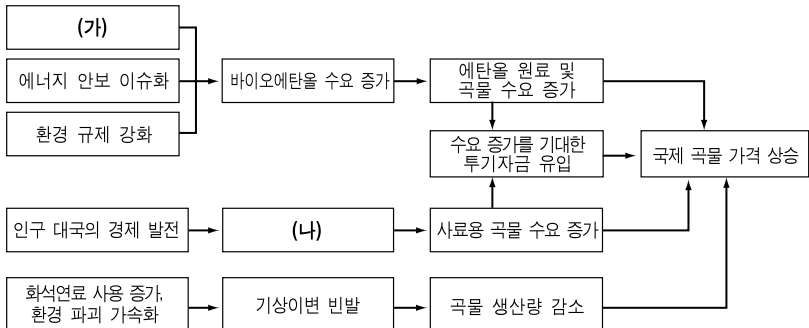 (가)
에너지 안보 이슈화
환경 규제 강화
바이오에탄올 수요 증가
에탄올 원료 및
곡물 수요 증가
수요 증가를 기대한
투기자금 유입
국제 곡물 가격 상승
인구 대국의 경제 발전
(나)
사료용 곡물 수요 증가
화석연료 사용 증가,
환경 파괴 가속화
기상이변 빈발
곡물 생산량 감소